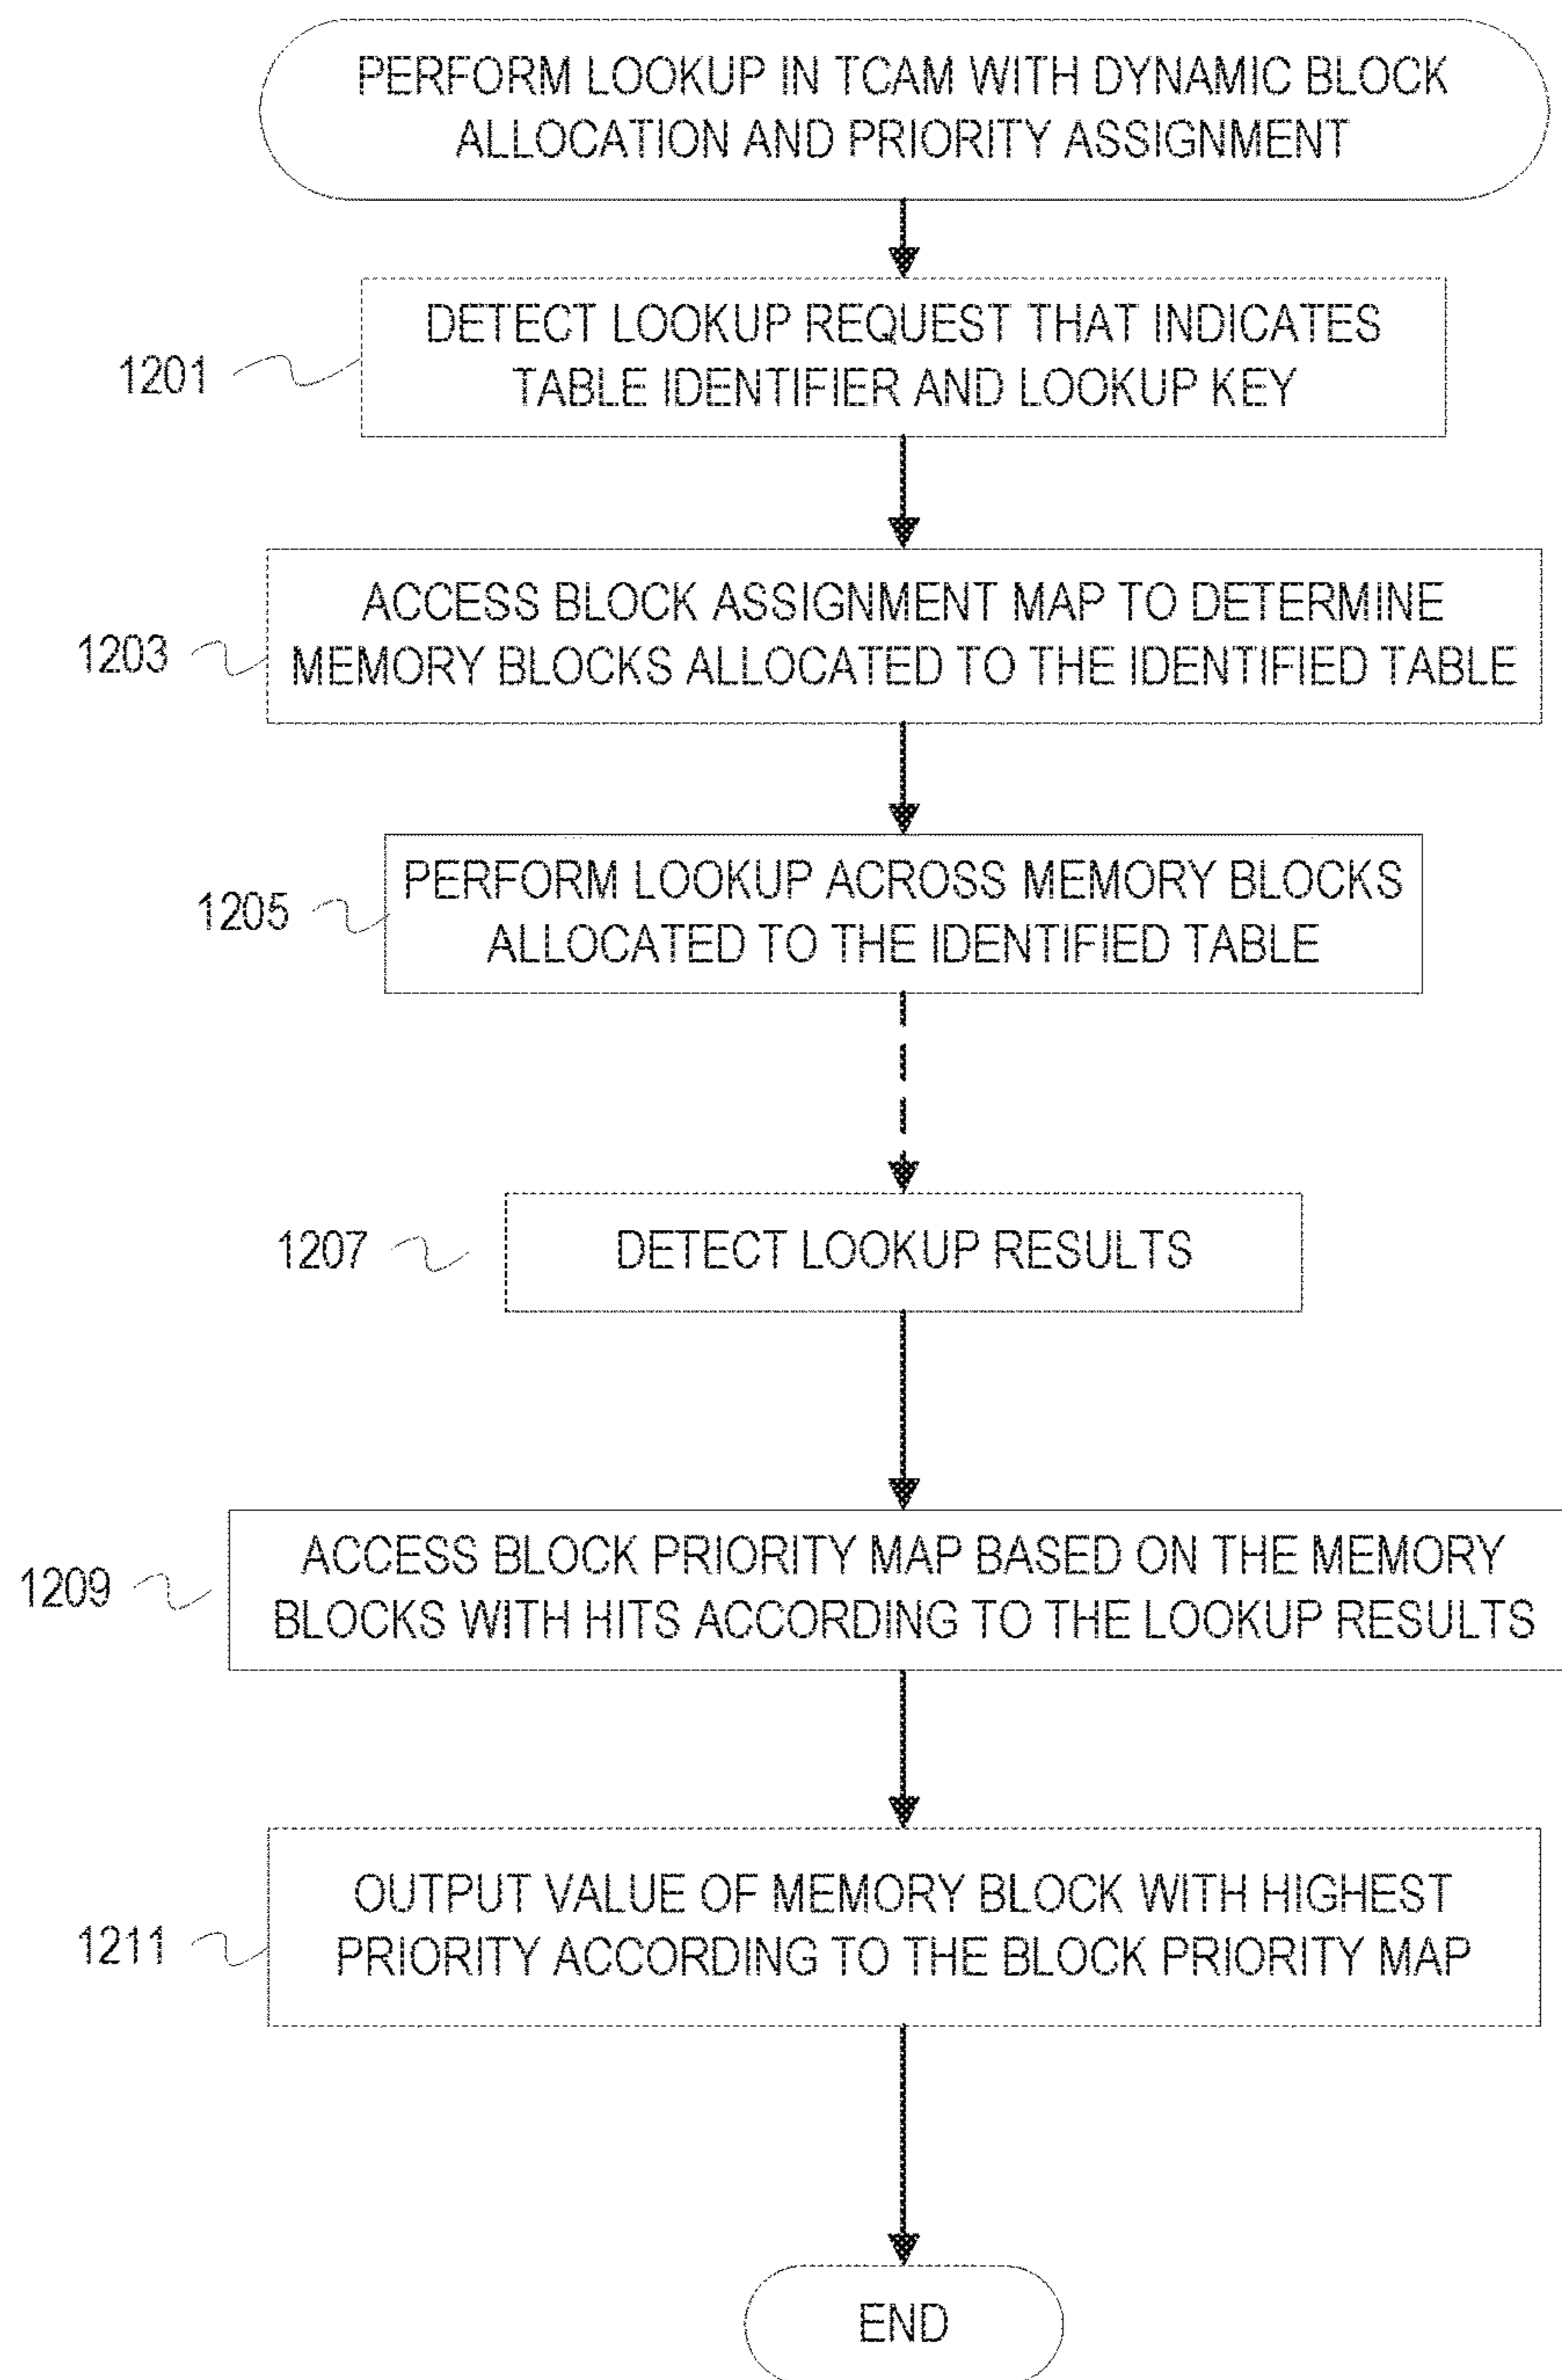 PERFORM LOOKUP IN TCAM WITH DYNAMIC BLOCK
ALLOCATION AND PRIORITY ASSIGNMENT
1201
DETECT LOOKUP REQUEST THAT INDICATES
TABLE IDENTIFIER AND LOOKUP KEY
1203
ACCESS BLOCK ASSIGNMENT MAP TO DETERMINE
MEMORY BLOCKS ALLOCATED TO THE IDENTIFIED TABLE
1205
PERFORM LOOKUP ACROSS MEMORY BLOCKS
ALLOCATED TO THE IDENTIFIED TABLE
1207
DETECT LOOKUP RESULTS
1209
ACCESS BLOCK PRIORITY MAP BASED ON THE MEMORY
BLOCKS WITH HITS ACCORDING TO THE LOOKUP RESULTS
1211
OUTPUT VALUE OF MEMORY BLOCK WITH HIGHEST
PRIORITY ACCORDING TO THE BLOCK PRIORITY MAP
END